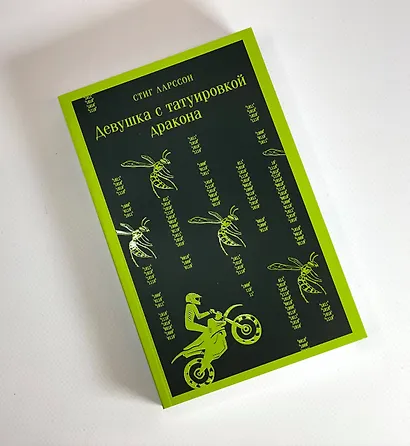 Стиг Ларссон
Девушка с татуировкой
дракона